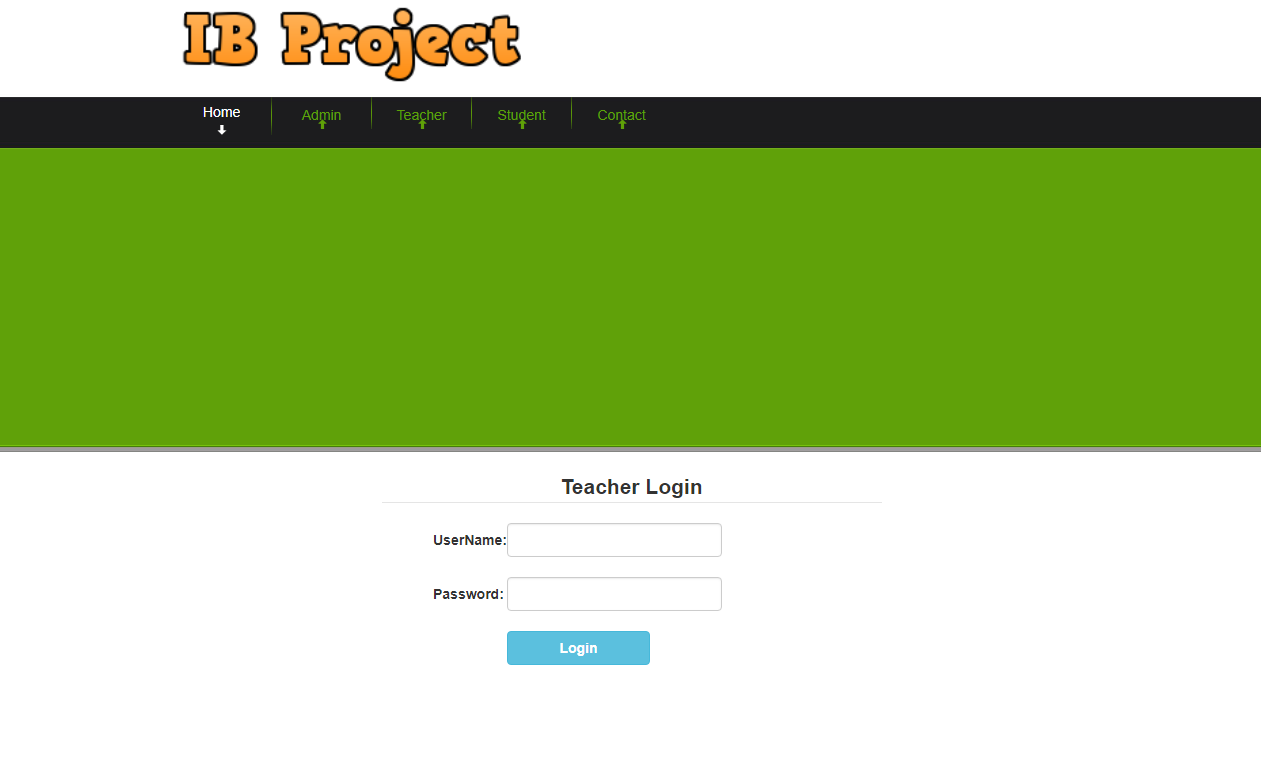 IB Project
Home Admin Teacher Student Contact
Teacher Login
UserName:
Password:
Login